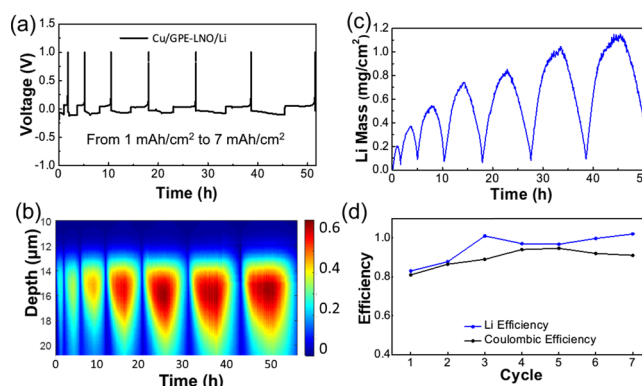 (a)
1.5
1.0
0.5
0.0
-0.5
-1.0
Voltage (V)
Cu/GPE-LNO/Li
From 1 mAh/cm² to 7 mAh/cm²
0 10 20 30 40 50
Time (h)
(b)
10
12
14
16
18
20
Depth (µm)
0 10 20 30 40 50
Time (h)
0.6
0.4
0.2
0
(c)
1.2
1.0
0.8
0.6
0.4
0.2
0.0
Li Mass (mg/cm²)
0 10 20 30 40 50
Time (h)
(d)
1.2
1.0
0.8
0.4
Efficiency
Li Efficiency
Coulombic Efficiency
1 2 3 4 5 6 7
Cycle